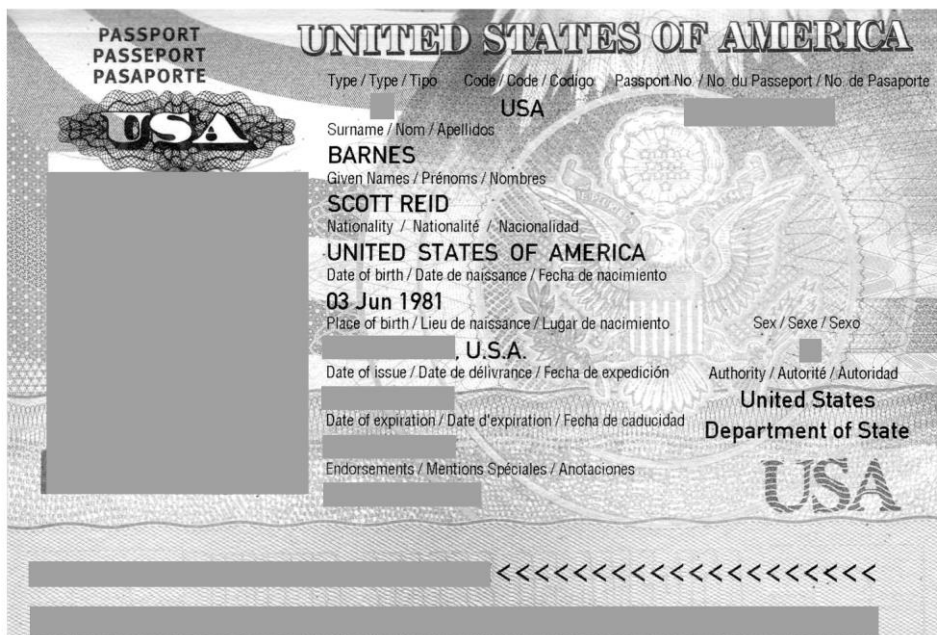 PASSPORT
PASSEPORT
PASAPORTE
USA
UNITED STATES OF AMERICA
Type / Type / Tipo Code / Code / Codigo Passport No. / No. du Passeport / No. de Pasaporte
USA
Surname / Nom / Apellidos
BARNES
Given Names / Prénoms / Nombres
SCOTT REID
Nationality / Nationalité / Nacionalidad
UNITED STATES OF AMERICA
Date of birth / Date de naissance / Fecha de nacimiento
03 Jun 1981
Place of birth / Lieu de naissance / Lugar de nacimiento Sex / Sexe / Sexo
, U.S.A.
Date of issue / Date de délivrance / Fecha de expedición Authority / Autorité / Autoridad
United States
Date of expiration / Date d'expiration / Fecha de caducidad
Department of State
Endorsements / Mentions Spéciales / Anotaciones
USA
<<<<<<<<<<<<<<<<<<<<